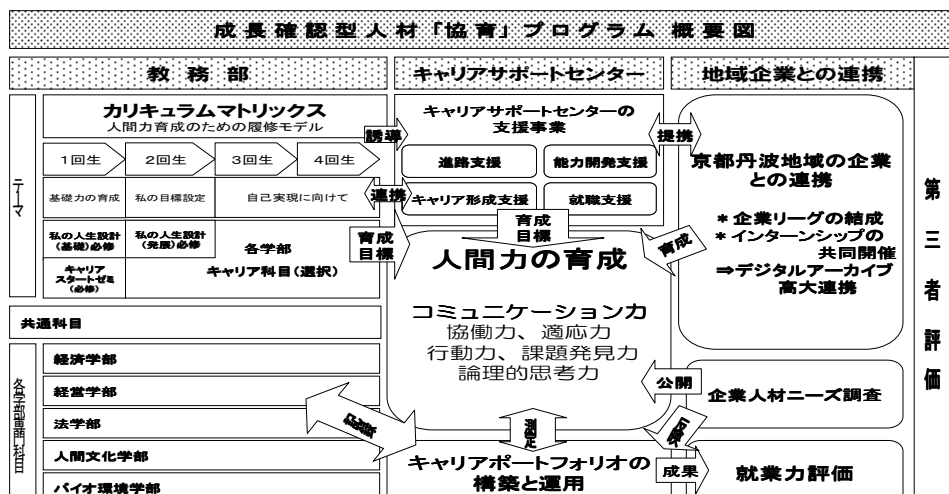 成長確認型人材「協育」プログラム 概要図
教務部
キャリアサポートセンター
地域企業との連携
第三者評価
テーマ
カリキュラムマトリックス
人間力育成のための履修モデル
1回生
2回生
3回生
4回生
基礎力の育成
私の目標設定
自己実現に向けて
私の人生設計
(基礎)必修
私の人生設計
(発展)必修
キャリア
スタートゼミ
(必修)
各学部
キャリア科目(選択)
共通科目
各学部専門科目
経済学部
経営学部
法学部
人間文化学部
バイオ環境学部
誘導
連携
育成
目標
キャリアサポートセンターの
支援事業
進路支援
能力開発支援
キャリア形成支援
就職支援
育成
目標
人間力の育成
コミュニケーション力
協働力、適応力
行動力、課題発見力
論理的思考力
測定
キャリアポートフォリオの
構築と運用
提携
育成
公開
反映
成果
京都丹波地域の企業
との連携
*企業リーグの結成
*インターンシップの
共同開催
⇒デジタルアーカイブ
高大連携
企業人材ニーズ調査
就業力評価